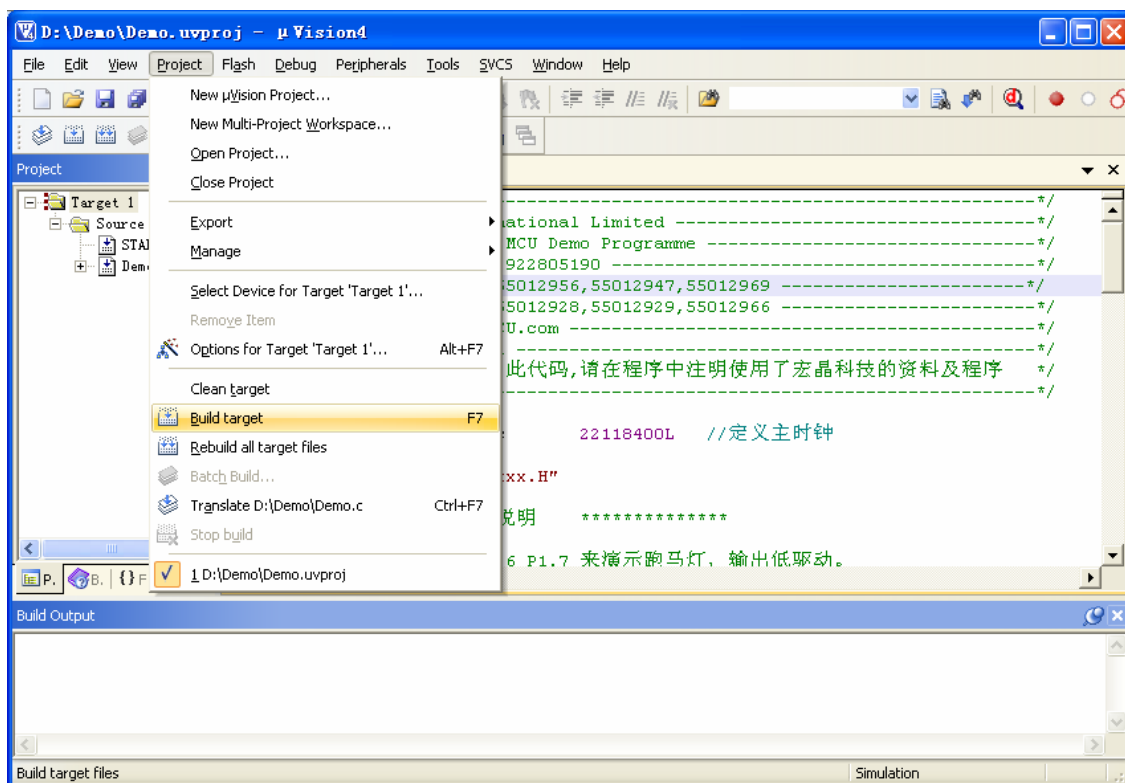 D:\Demo\Demo.uvproj - µVision4
File Edit View Project Flash Debug Peripherals Tools SVCS Window Help
New µVision Project...
New Multi-Project Workspace...
Open Project...
Close Project
Export
Manage
Select Device for Target 'Target 1'...
Remove Item
Options for Target 'Target 1'... Alt+F7
Clean target
Build target F7
Rebuild all target files
Batch Build...
Translate D:\Demo\Demo.c Ctrl+F7
Stop build
1 D:\Demo\Demo.uvproj
Project
Target 1
Source
STA
Dem
P. B. {} F
---*/
national Limited ---*/
MCU Demo Programme ---*/
922805190 ---*/
55012956,55012947,55012969 ---*/
55012928,55012929,55012966 ---*/
U.com ---*/
---*/
此代码,请在程序中注明使用了宏晶科技的资料及程序 */
---*/
22118400L //定义主时钟
xx.H"
说明 **************
6 P1.7 来演示跑马灯, 输出低驱动。
Build Output
Build target files Simulation